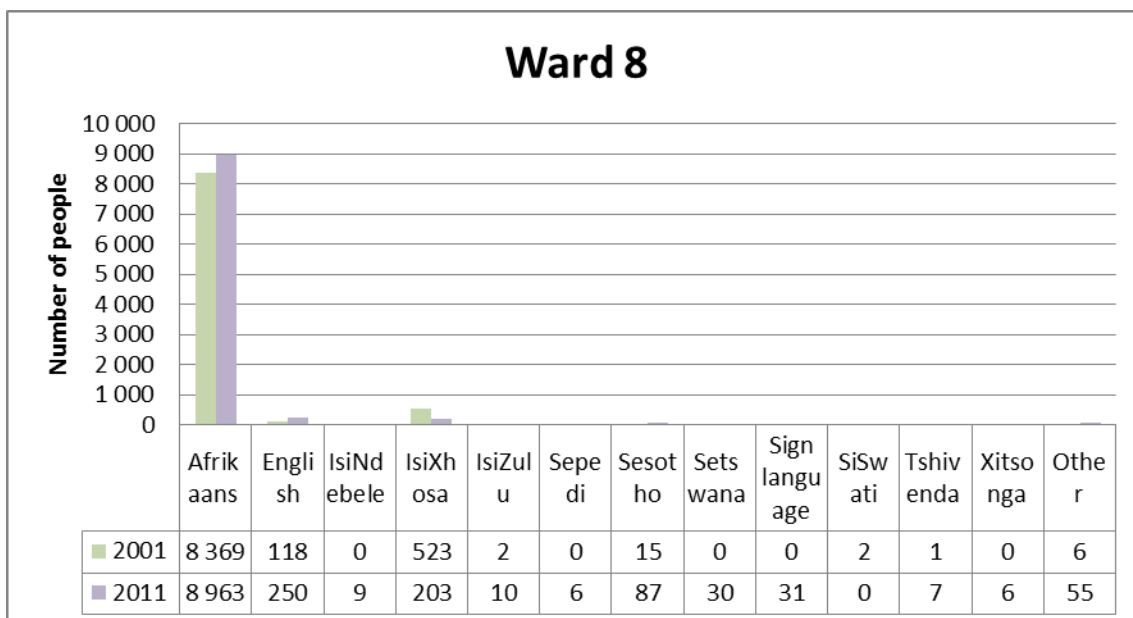 Ward 8
Number of people
10 000
9 000
8 000
7 000
6 000
5 000
4 000
3 000
2 000
1 000
0
Afrik aans Engli sh IsiNd ebele IsiXh osa IsiZul u Sepe di Sesot ho Sets wana Sign langu age SiSw ati Tshiv enda Xitso nga Othe r
2001 8 369 118 0 523 2 0 15 0 0 2 1 0 6
2011 8 963 250 9 203 10 6 87 30 31 0 7 6 55